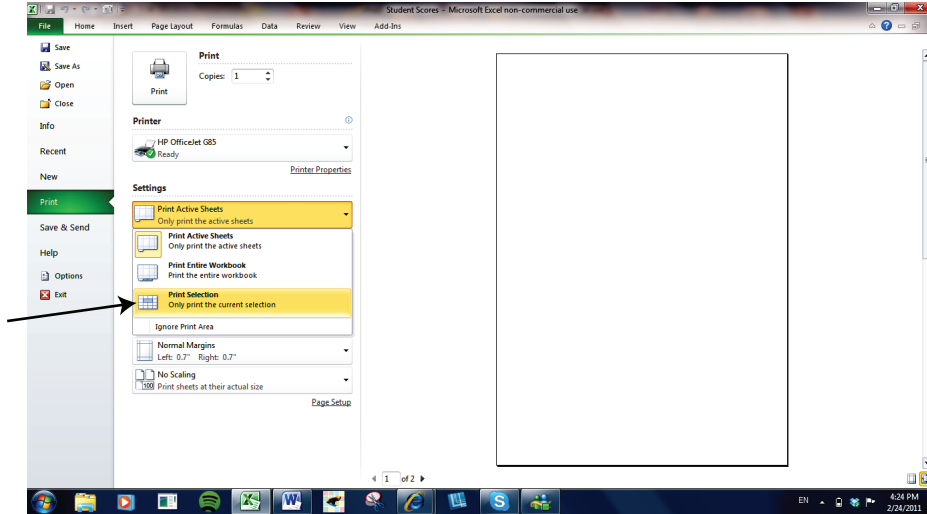 Student Scores - Microsoft Excel non-commercial use
File Home Insert Page Layout Formulas Data Review View Add-Ins
Save
Save As
Open
Close
Info
Recent
New
Print
Save & Send
Help
Options
Exit
Print
Print
Copies: 1
Printer
HP OfficeJet G85
Ready
Printer Properties
Settings
Print Active Sheets
Only print the active sheets
Print Active Sheets
Only print the active sheets
Print Entire Workbook
Print the entire workbook
Print Selection
Only print the current selection
Ignore Print Area
Normal Margins
Left: 0.7" Right: 0.7"
No Scaling
100 Print sheets at their actual size
Page Setup
1 of 2
EN 4:24 PM
2/24/2011